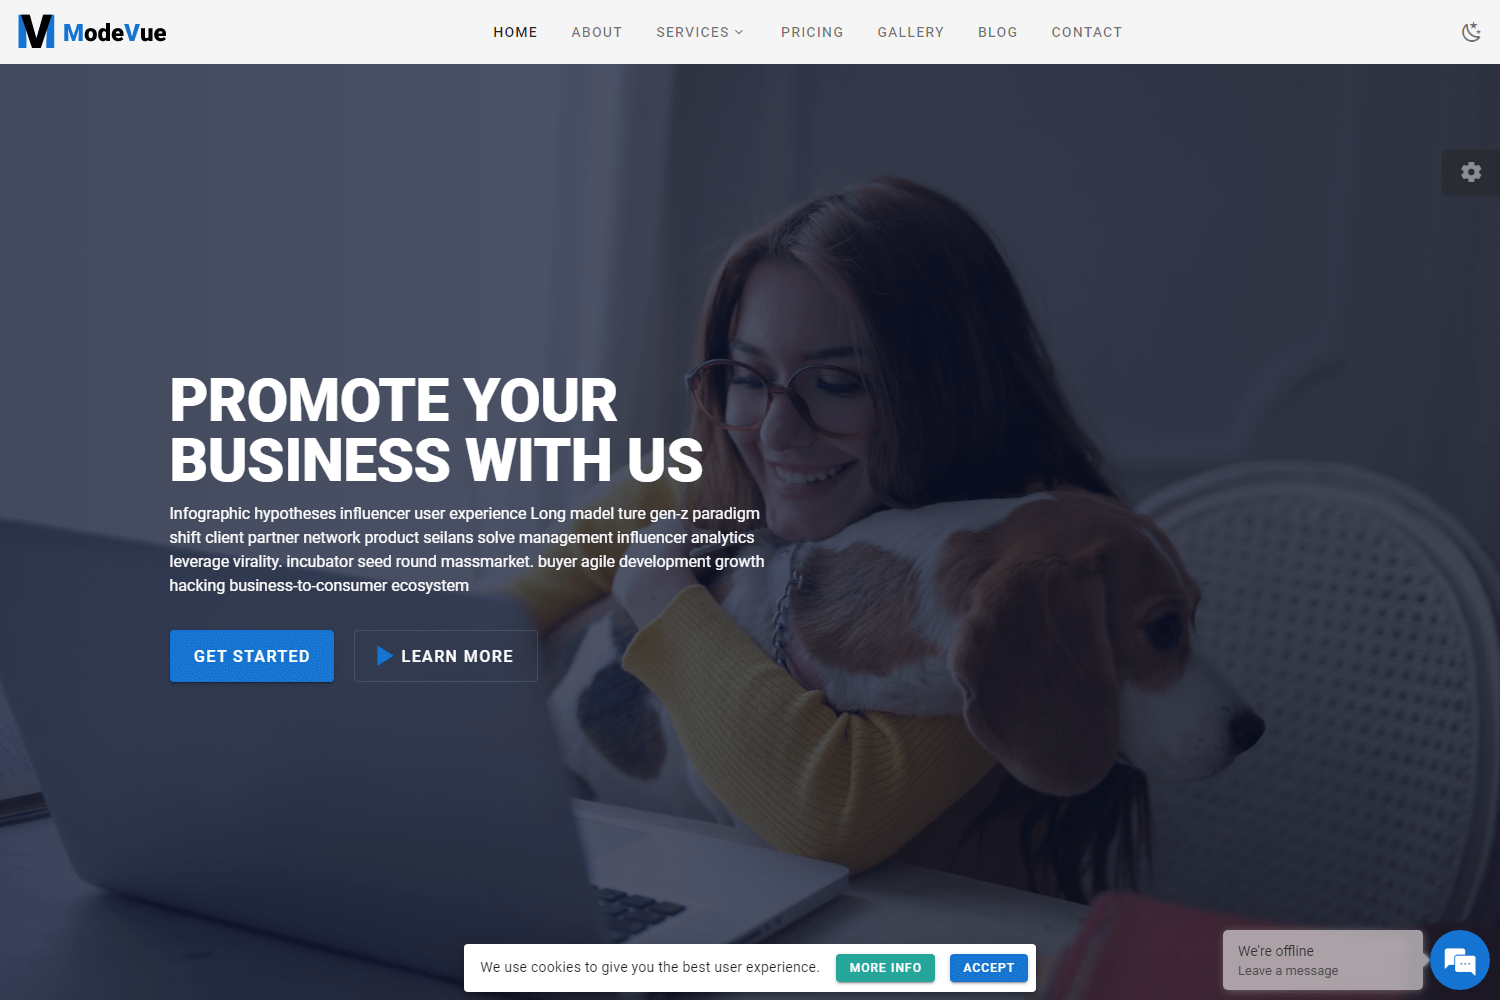 ModeVue
HOME ABOUT SERVICES PRICING GALLERY BLOG CONTACT
PROMOTE YOUR
BUSINESS WITH US
Infographic hypotheses influencer user experience Long madel ture gen-z paradigm
shift client partner network product seilans solve management influencer analytics
leverage virality. incubator seed round massmarket. buyer agile development growth
hacking business-to-consumer ecosystem
GET STARTED LEARN MORE
We use cookies to give you the best user experience. MORE INFO ACCEPT
We're offline
Leave a message